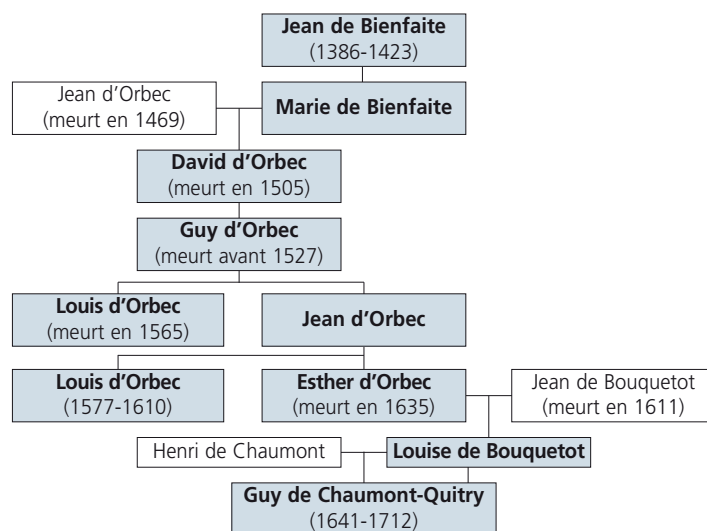 Jean de Bienfaite
(1386-1423)
Jean d'Orbec
(meurt en 1469)
Marie de Bienfaite
David d'Orbec
(meurt en 1505)
Guy d'Orbec
(meurt avant 1527)
Louis d'Orbec
(meurt en 1565)
Jean d'Orbec
Louis d'Orbec
(1577-1610)
Esther d'Orbec
(meurt en 1635)
Jean de Bouquetot
(meurt en 1611)
Henri de Chaumont
Louise de Bouquetot
Guy de Chaumont-Quitry
(1641-1712)